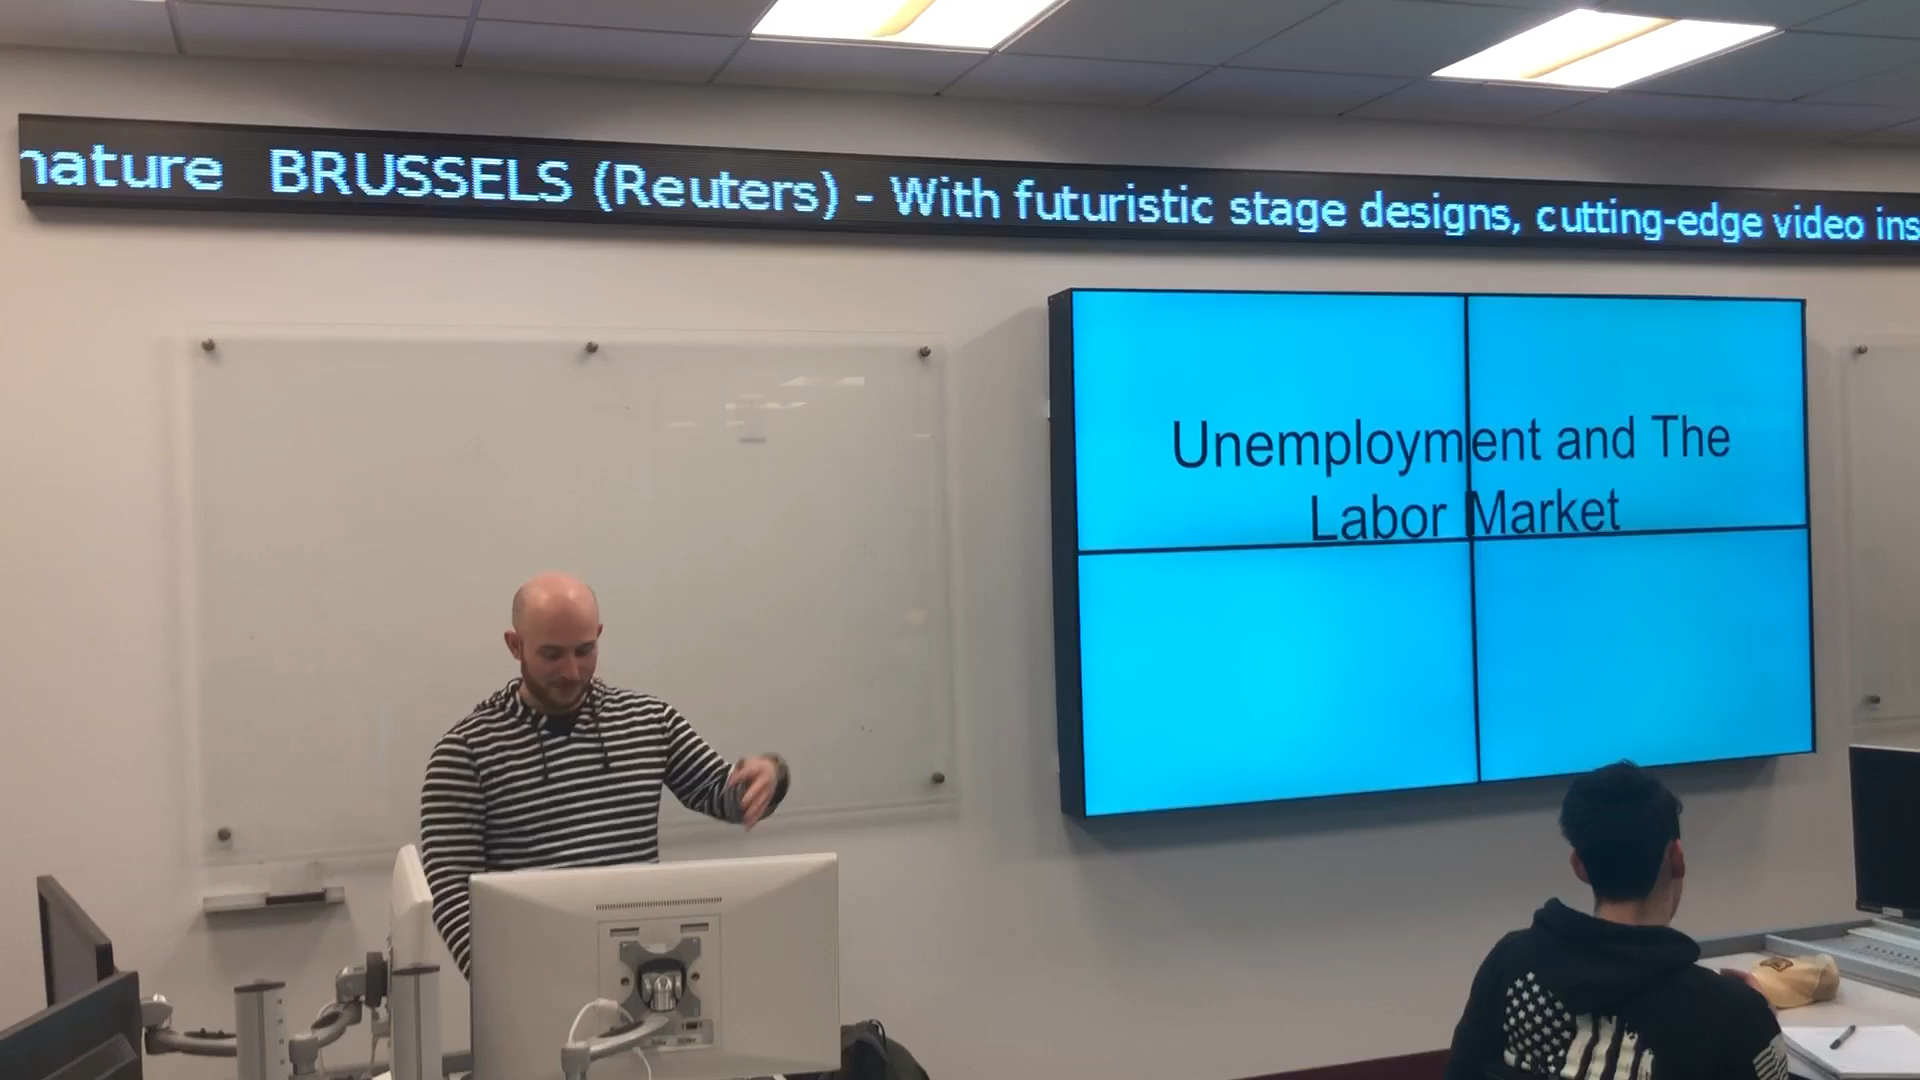 nature BRUSSELS (Reuters) - With futuristic stage designs, cutting-edge video ins
Unemployment and The
Labor Market